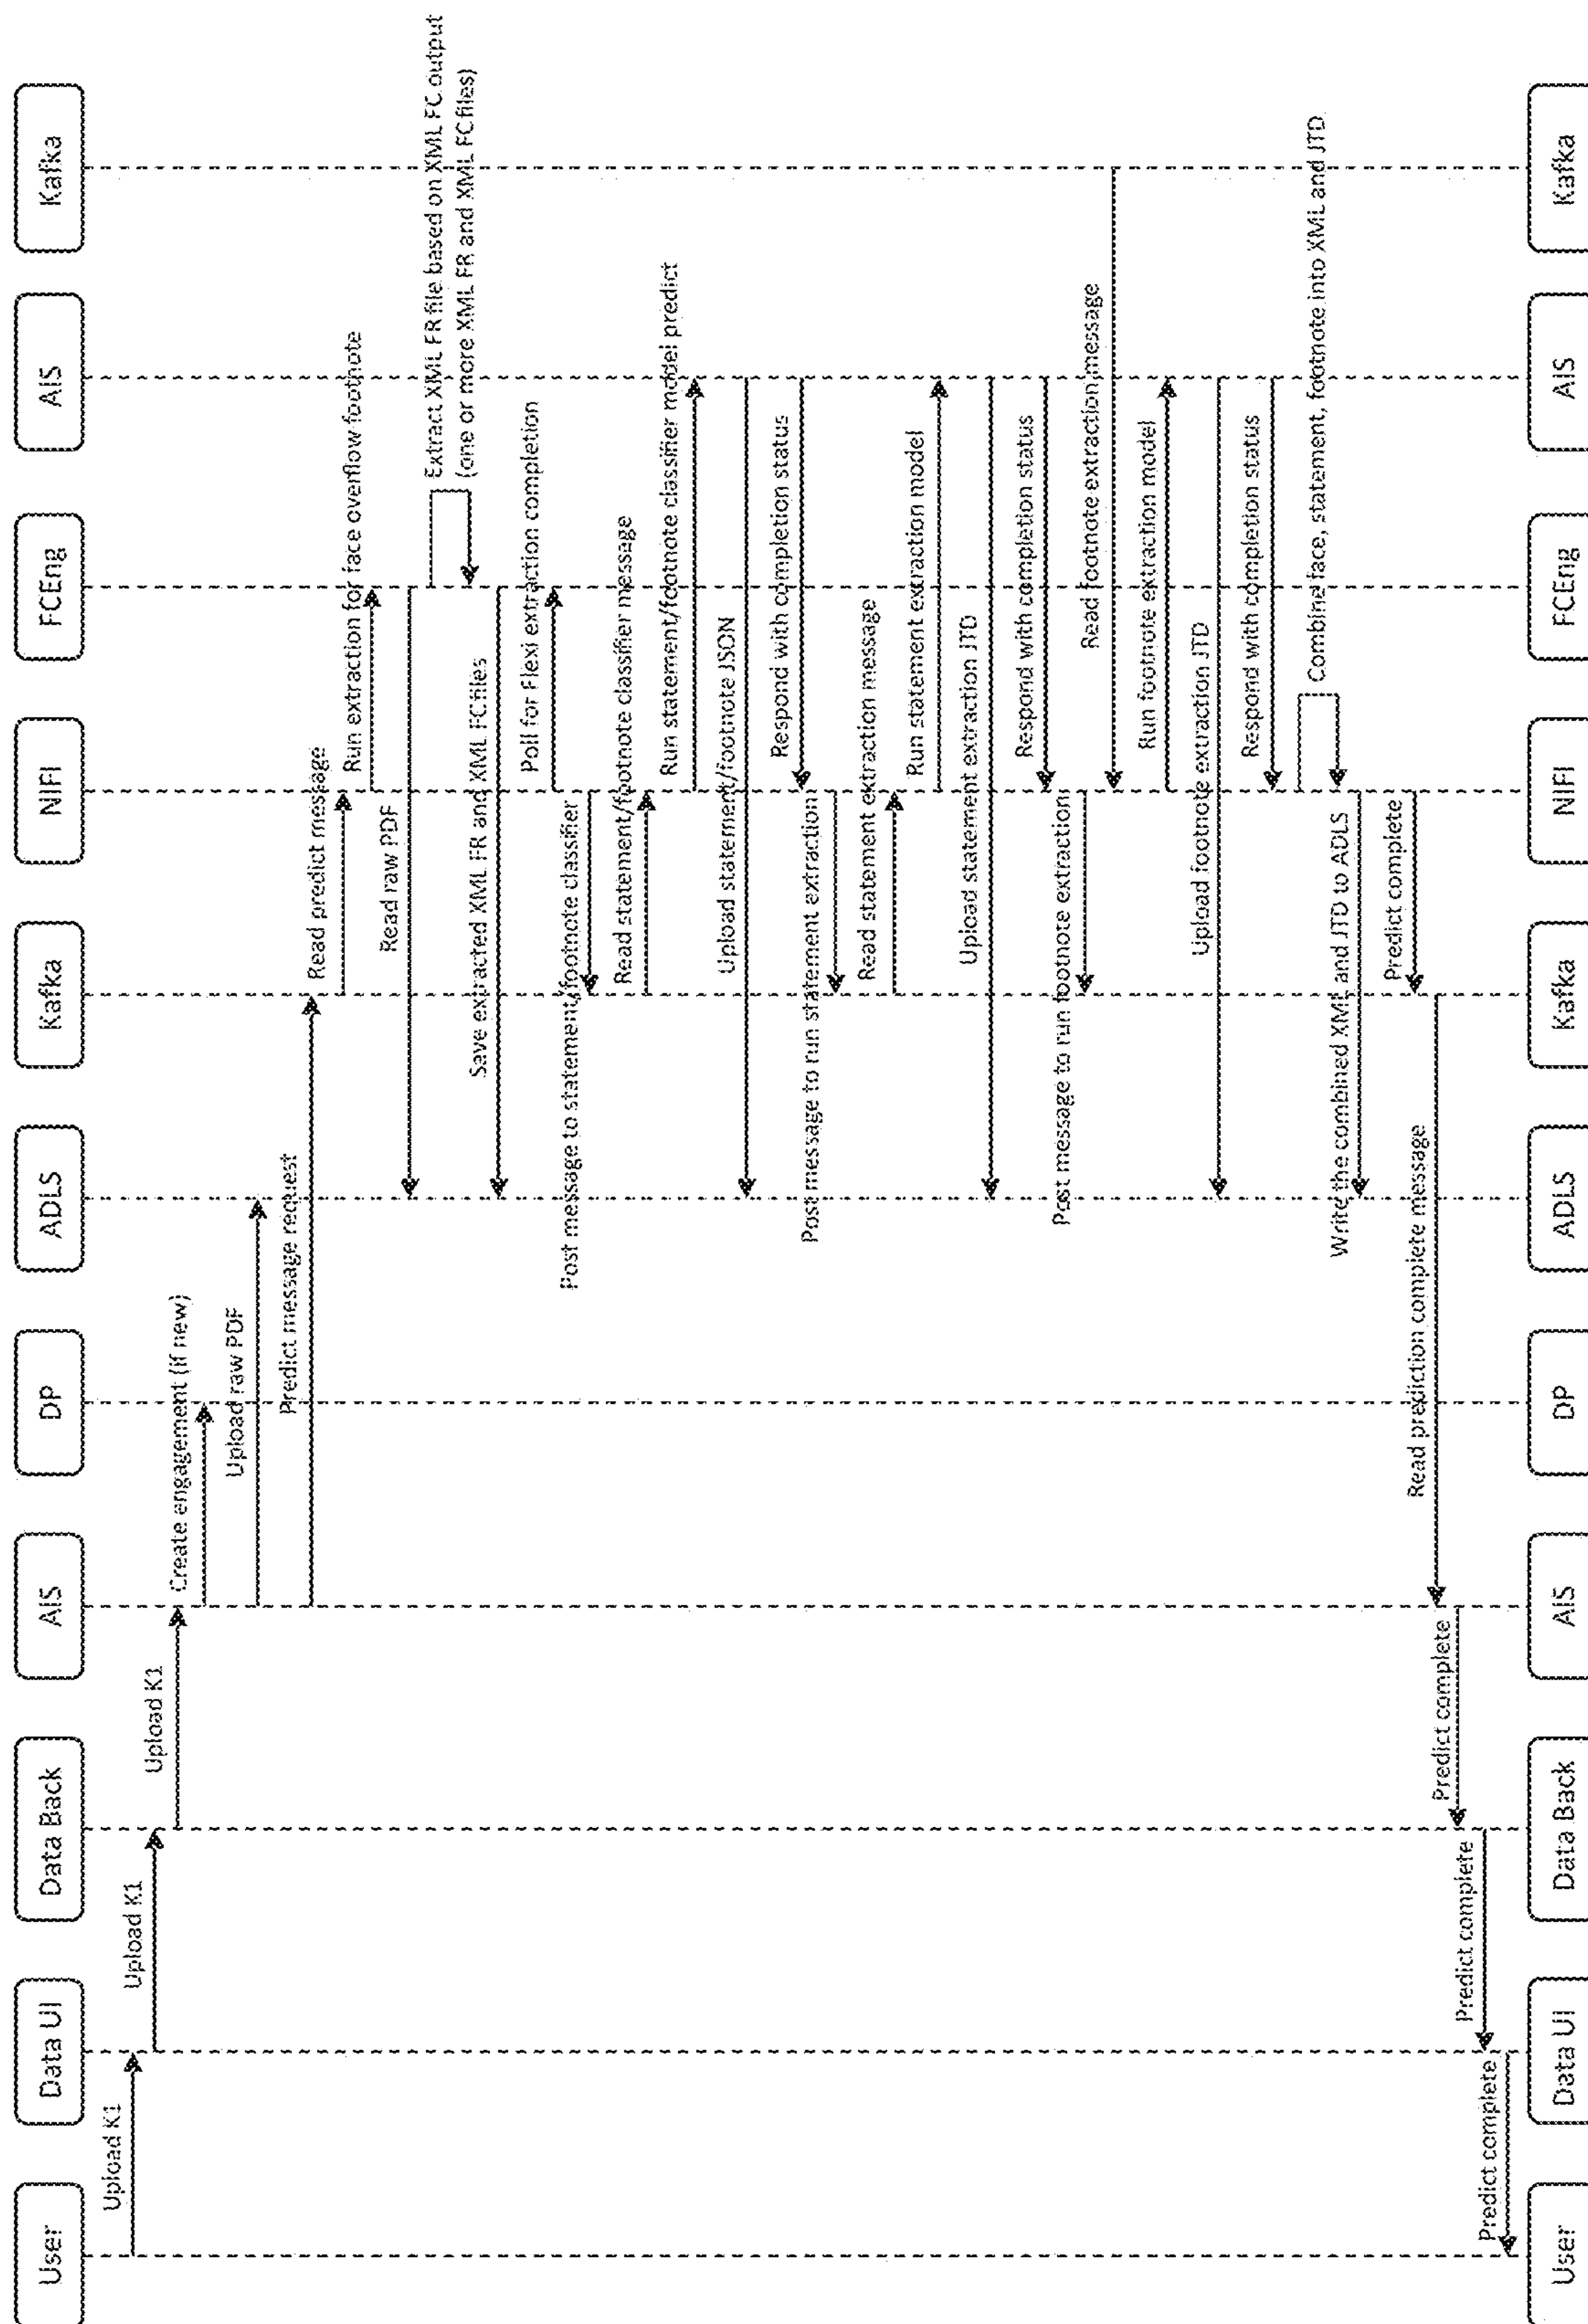 User
Data UI
Data Back
AIS
DP
ADLS
Kafka
NIFI
FCEng
AIS
Kafka
Upload K1
Upload K1
Upload K1
Create engagement (if new)
Upload raw PDF
Predict message request
Read predict message
Run extraction for face overflow footnote
Read raw PDF
Extract XML FR file based on XML FC output
(one or more XML FR and XML FC files)
Save extracted XML FR and XML FC files
Poll for Flexi extraction completion
Post message to statement/footnote classifier
Read statement/footnote classifier message
Run statement/footnote classifier model predict
Upload statement/footnote JSON
Respond with completion status
Post message to run statement extraction
Read statement extraction message
Run statement extraction model
Upload statement extraction JTD
Respond with completion status
Post message to run footnote extraction
Read footnote extraction message
Run footnote extraction model
Upload footnote extraction JTD
Respond with completion status
Combine face, statement, footnote into XML and JTD
Write the combined XML and JTD to ADLS
Predict complete
Read prediction complete message
Predict complete
Predict complete
Predict complete
User
Data UI
Data Back
AIS
DP
ADLS
Kafka
NIFI
FCEng
AIS
Kafka